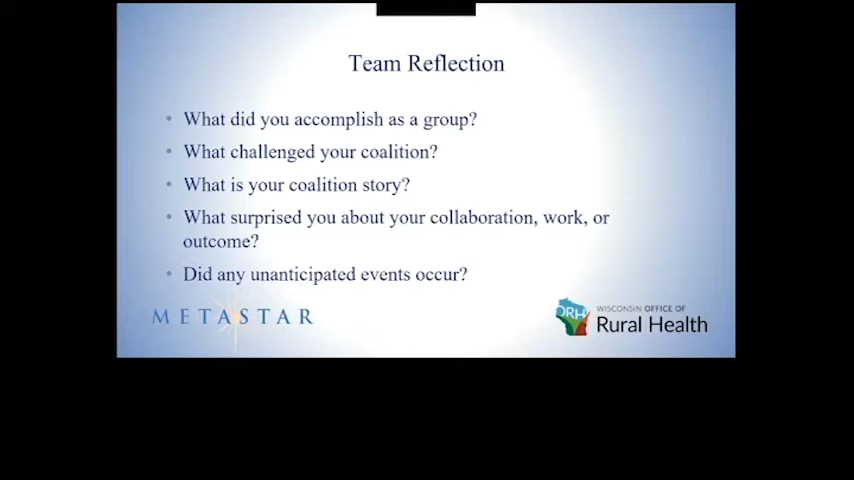 Team Reflection
What did you accomplish as a group?
What challenged your coalition?
What is your coalition story?
What surprised you about your collaboration, work, or
outcome?
Did any unanticipated events occur?
METASTAR
ORH
WISCONSIN OFFICE OF
Rural Health